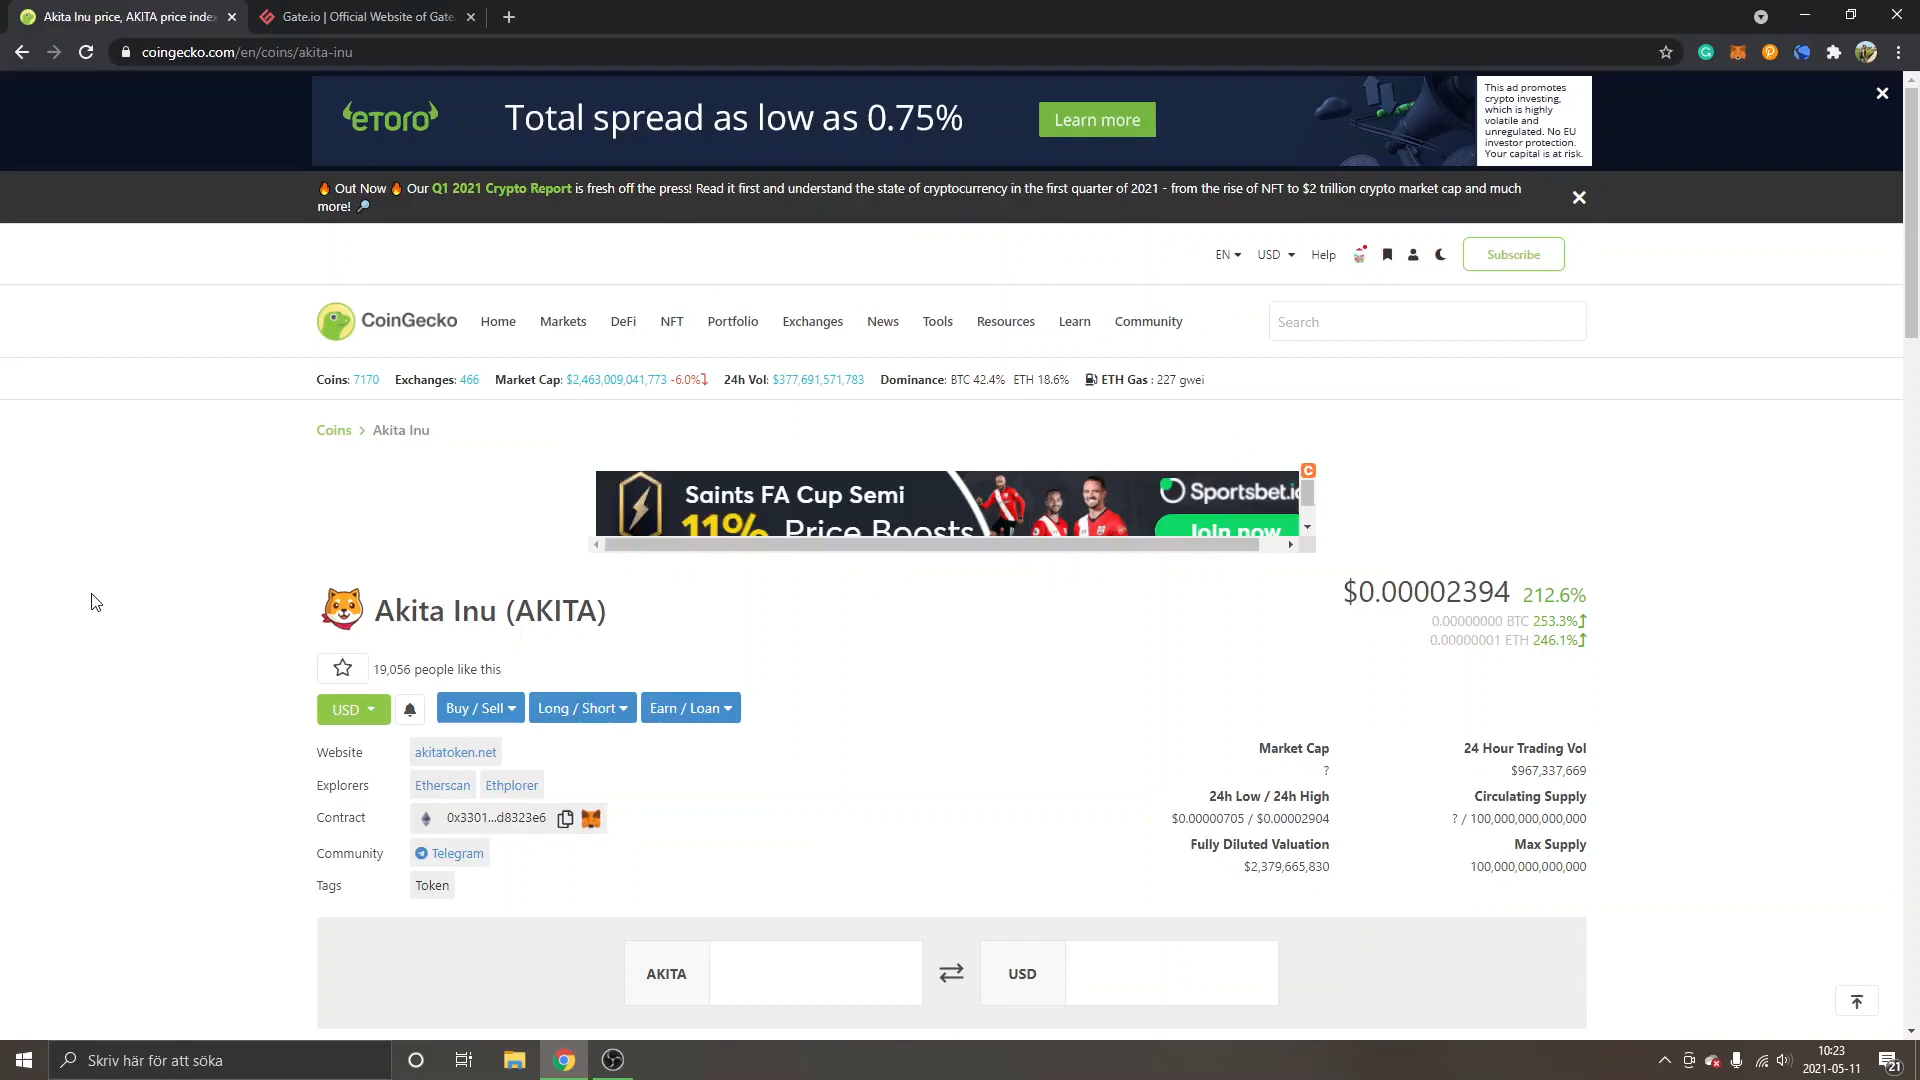 Akita Inu price, AKITA price inde
Gate.io | Official Website of Gate.
coingecko.com/en/coins/akita-inu
eToro
Total spread as low as 0.75%
Learn more
This ad promotes
crypto investing,
which is highly
volatile and
unregulated. No EU
investor protection.
Your capital is at risk.
Out Now Our Q1 2021 Crypto Report is fresh off the press! Read it first and understand the state of cryptocurrency in the first quarter of 2021 - from the rise of NFT to $2 trillion crypto market cap and much
more!
EN USD Help Subscribe
CoinGecko Home Markets DeFi NFT Portfolio Exchanges News Tools Resources Learn Community Search
Coins: 7170 Exchanges: 466 Market Cap: $2,463,009,041,773 -6.0% 24h Vol: $377,691,571,783 Dominance: BTC 42.4% ETH 18.6% ETH Gas : 227 gwei
Coins > Akita Inu
C
Saints FA Cup Semi
11% Price Boosts
Sportsbet.io
Join now
Akita Inu (AKITA)
$0.00002394 212.6%
0.00000000 BTC 253.3%
0.00000001 ETH 246.1%
19,056 people like this
USD Buy / Sell Long / Short Earn / Loan
Website akitatoken.net
Explorers Etherscan Ethplorer
Contract 0x3301...d8323e6
Community Telegram
Tags Token
Market Cap
?
24h Low / 24h High
$0.00000705 / $0.00002904
Fully Diluted Valuation
$2,379,665,830
24 Hour Trading Vol
$967,337,669
Circulating Supply
? / 100,000,000,000,000
Max Supply
100,000,000,000,000
AKITA USD
Skriv här för att söka
10:23
2021-05-11
21